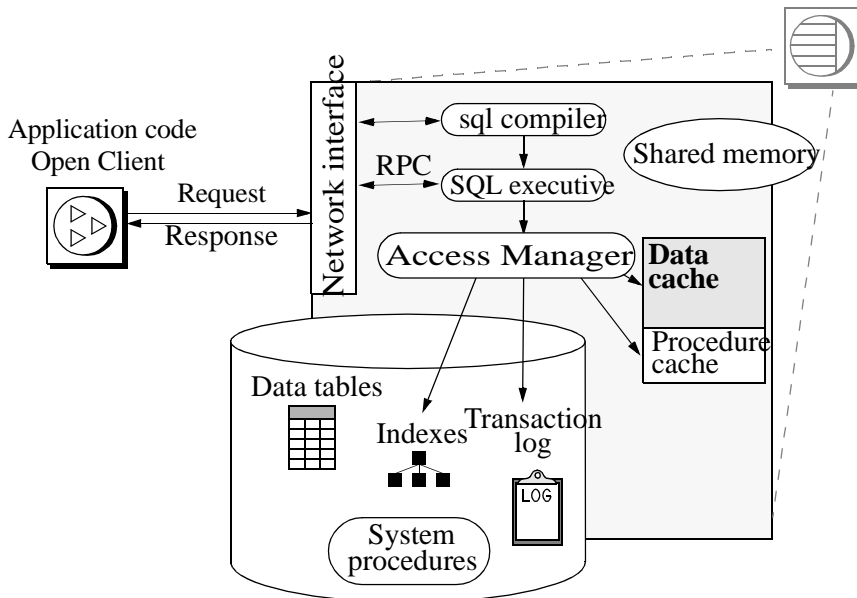 Application code
Open Client
Request
Response
Network interface
sql compiler
RPC
SQL executive
Access Manager
Shared memory
Data
cache
Procedure
cache
Data tables
Indexes
Transaction
log
LOG
System
procedures